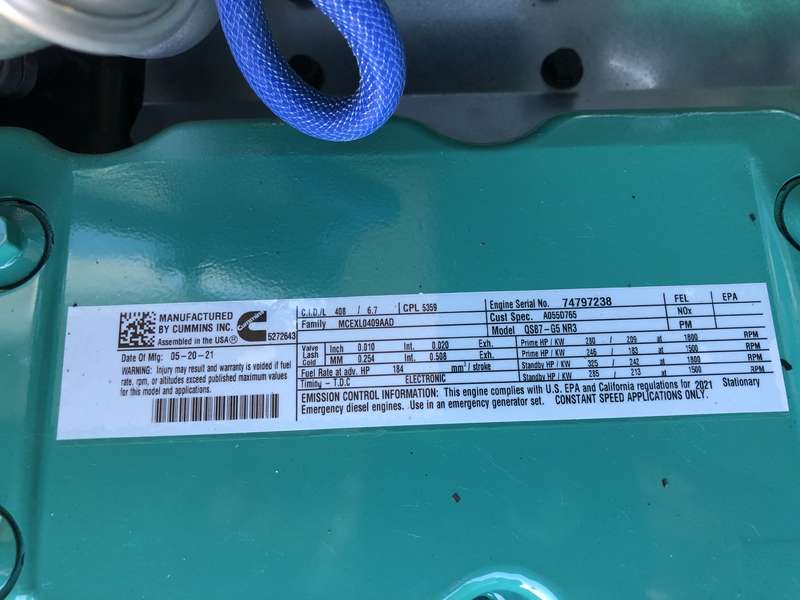 MANUFACTURED
BY CUMMINS INC.
Assembled in the USA
Cummins
5272643
Date Of Mfg: 05-20-21
WARNING: Injury may result and warranty is voided if fuel
rate, rpm, or altitudes exceed published maximum values
for this model and applications.
C.I.D./L 408 / 6.7 CPL 5359
Family MCEXL0409AAD
Engine Serial No. 74797238
Cust Spec. A055D765
Model QSB7-G5 NR3
FEL EPA
NOx
PM
Valve Lash Cold
Inch 0.010 Int. 0.020 Exh.
MM 0.254 Int. 0.508 Exh.
Fuel Rate at adv. HP 184 mm³/stroke
Timing - T.D.C ELECTRONIC
Prime HP / KW 280 / 209 at 1800 RPM
Prime HP / KW 246 / 183 at 1500 RPM
Standby HP / KW 325 / 242 at 1800 RPM
Standby HP / KW 285 / 213 at 1500 RPM
EMISSION CONTROL INFORMATION: This engine complies with U.S. EPA and California regulations for 2021 Stationary
Emergency diesel engines. Use in an emergency generator set. CONSTANT SPEED APPLICATIONS ONLY.